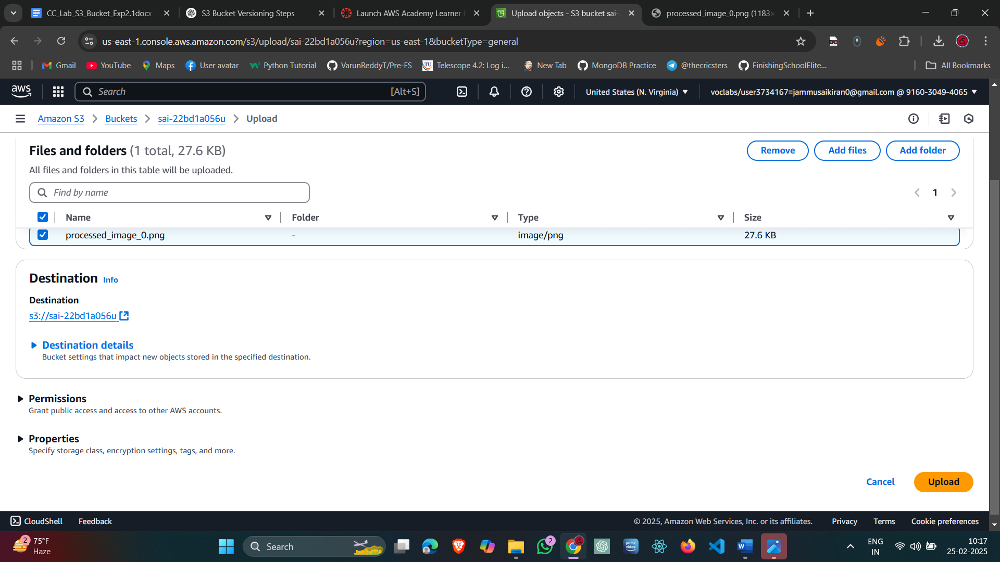 CC_Lab_S3_Bucket_Exp2.1docx
S3 Bucket Versioning Steps
Launch AWS Academy Learner
Upload objects - S3 bucket sai-
processed_image_0.png (1183×
us-east-1.console.aws.amazon.com/s3/upload/sai-22bd1a056u?region=us-east-1&bucketType=general
Gmail
YouTube
Maps
User avatar
Python Tutorial
VarunReddyT/Pre-FS
TU
Telescope 4.2: Log i...
New Tab
MongoDB Practice
@thecricsters
FinishingSchoolElite...
All Bookmarks
aws
Search
[Alt+S]
United States (N. Virginia)
voclabs/user3734167=jammusaikiran0@gmail.com @ 9160-3049-4065
Amazon S3 > Buckets > sai-22bd1a056u > Upload
Files and folders (1 total, 27.6 KB)
Remove
Add files
Add folder
All files and folders in this table will be uploaded.
Find by name
1
Name
Folder
Type
Size
processed_image_0.png
-
image/png
27.6 KB
Destination Info
Destination
s3://sai-22bd1a056u
Destination details
Bucket settings that impact new objects stored in the specified destination.
Permissions
Grant public access and access to other AWS accounts.
Properties
Specify storage class, encryption settings, tags, and more.
Cancel
Upload
CloudShell
Feedback
© 2025, Amazon Web Services, Inc. or its affiliates.
Privacy
Terms
Cookie preferences
2
75°F
Haze
Search
2
prime video
W
ENG
IN
10:17
25-02-2025